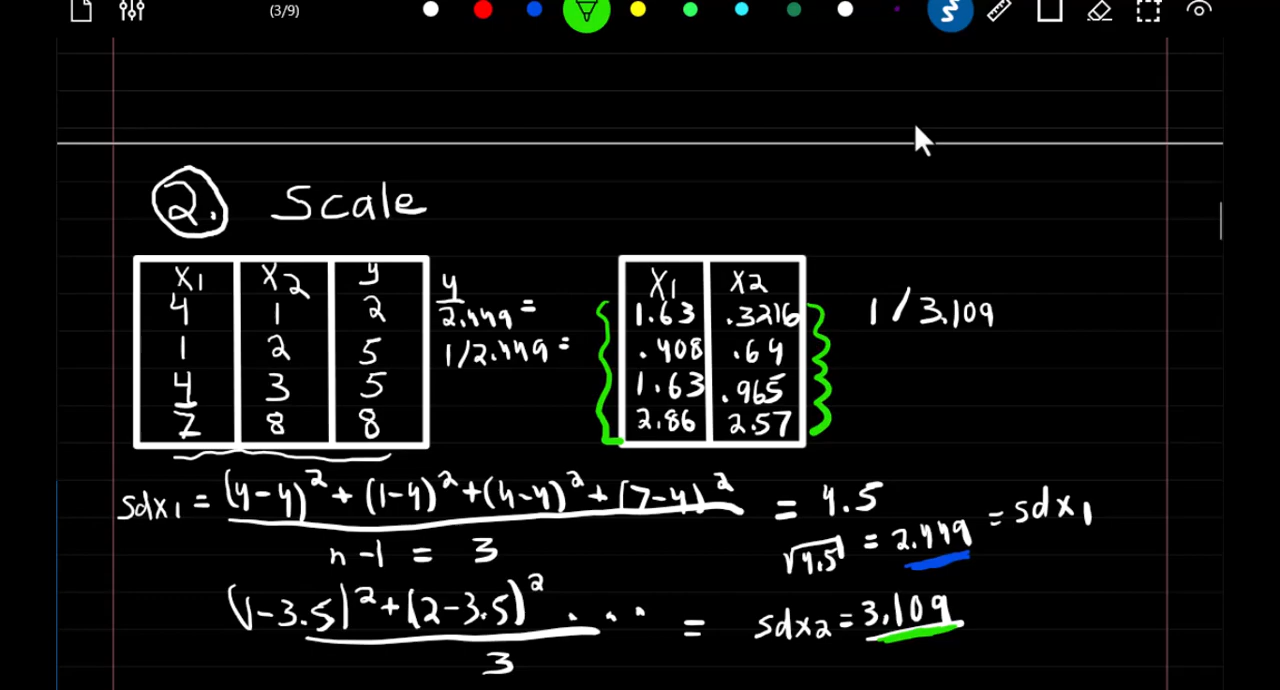 (3/9)
2. Scale
x1 x2 y
4 1 2
1 2 5
4 3 5
7 8 8
4/2.449 =
1/2.449 =
x1 x2
1.63 .3216
.408 .64
1.63 .965
2.86 2.57
1/3.109
sdx1 = (4-4)² + (1-4)² + (4-4)² + (7-4)² = 4.5
n-1 = 3
√4.5 = 2.449 = sdx1
(1-3.5)² + (2-3.5)² ... = sdx2 = 3.109
3